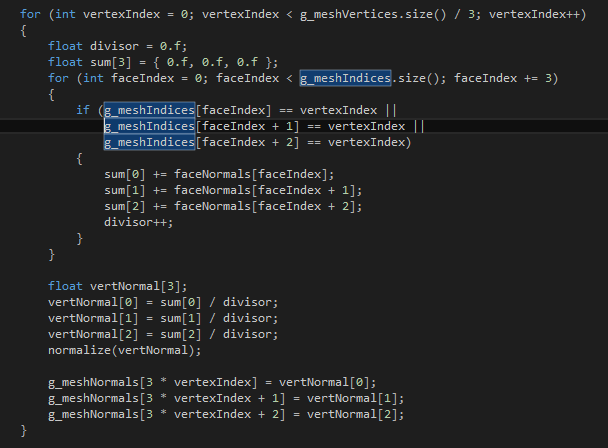 for (int vertexIndex = 0; vertexIndex < g_meshVertices.size() / 3; vertexIndex++)
{
    float divisor = 0.f;
    float sum[3] = { 0.f, 0.f, 0.f };
    for (int faceIndex = 0; faceIndex < g_meshIndices.size(); faceIndex += 3)
    {
        if (g_meshIndices[faceIndex] == vertexIndex ||
            g_meshIndices[faceIndex + 1] == vertexIndex ||
            g_meshIndices[faceIndex + 2] == vertexIndex)
        {
            sum[0] += faceNormals[faceIndex];
            sum[1] += faceNormals[faceIndex + 1];
            sum[2] += faceNormals[faceIndex + 2];
            divisor++;
        }
    }

    float vertNormal[3];
    vertNormal[0] = sum[0] / divisor;
    vertNormal[1] = sum[1] / divisor;
    vertNormal[2] = sum[2] / divisor;
    normalize(vertNormal);

    g_meshNormals[3 * vertexIndex] = vertNormal[0];
    g_meshNormals[3 * vertexIndex + 1] = vertNormal[1];
    g_meshNormals[3 * vertexIndex + 2] = vertNormal[2];
}